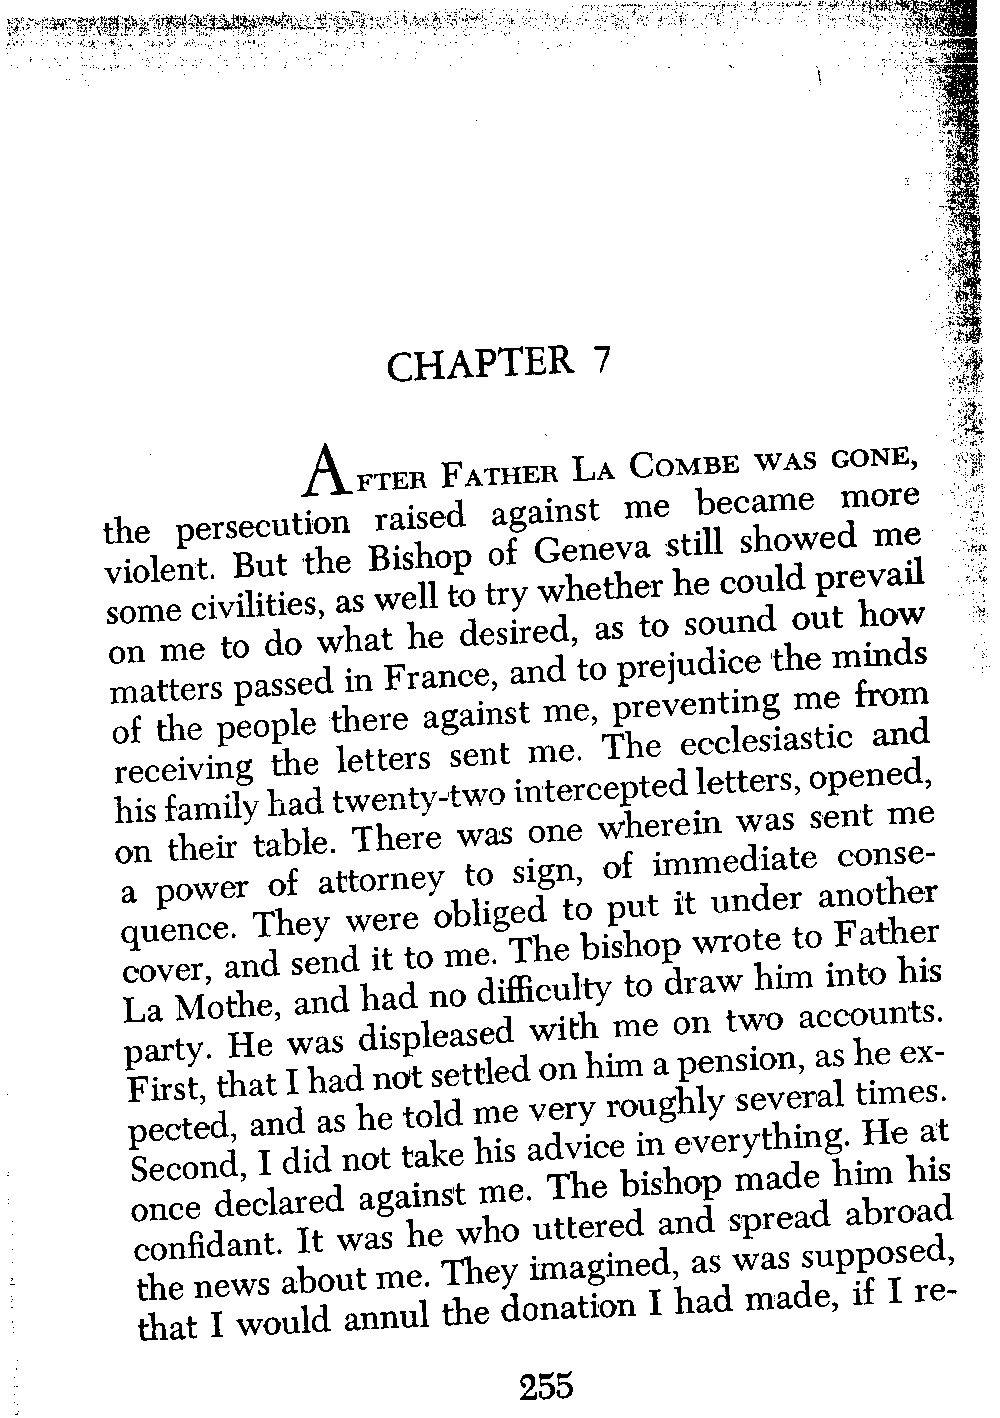 CHAPTER 7
AFTER FATHER LA COMBE WAS GONE,
the persecution raised against me became more
violent. But the Bishop of Geneva still showed me
some civilities, as well to try whether he could prevail
on me to do what he desired, as to sound out how
matters passed in France, and to prejudice the minds
of the people there against me, preventing me from
receiving the letters sent me. The ecclesiastic and
his family had twenty-two intercepted letters, opened,
on their table. There was one wherein was sent me
a power of attorney to sign, of immediate conse-
quence. They were obliged to put it under another
cover, and send it to me. The bishop wrote to Father
La Mothe, and had no difficulty to draw him into his
party. He was displeased with me on two accounts.
First, that I had not settled on him a pension, as he ex-
pected, and as he told me very roughly several times.
Second, I did not take his advice in everything. He at
once declared against me. The bishop made him his
confidant. It was he who uttered and spread abroad
the news about me. They imagined, as was supposed,
that I would annul the donation I had made, if I re-
255